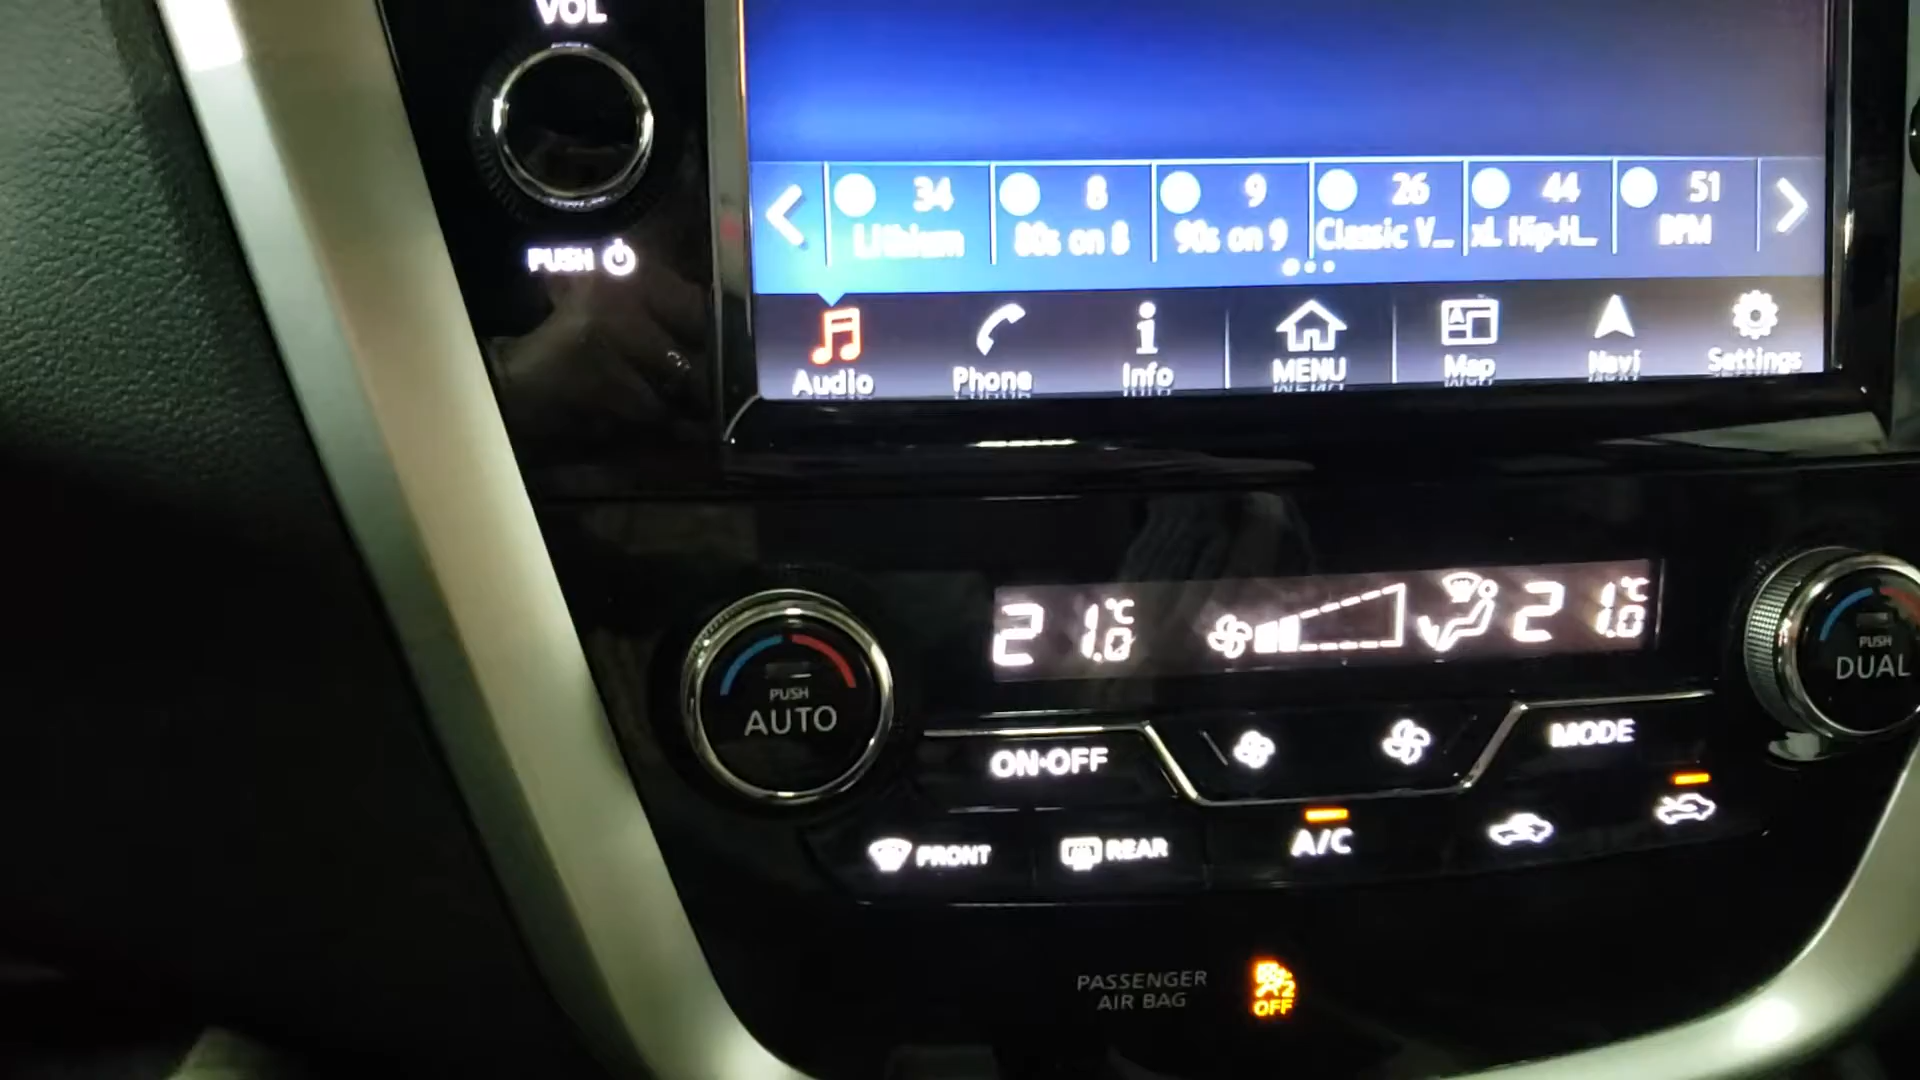 VOL
PUSH
34
Lithium
8
80s on 8
9
90s on 9
26
Classic V...
44
xL Hip-H...
51
BPM
Audio
Phone
Info
MENU
Map
Navi
Settings
21.0°C
21.0°C
PUSH
AUTO
PUSH
DUAL
ON·OFF
MODE
FRONT
REAR
A/C
PASSENGER
AIR BAG
2
OFF